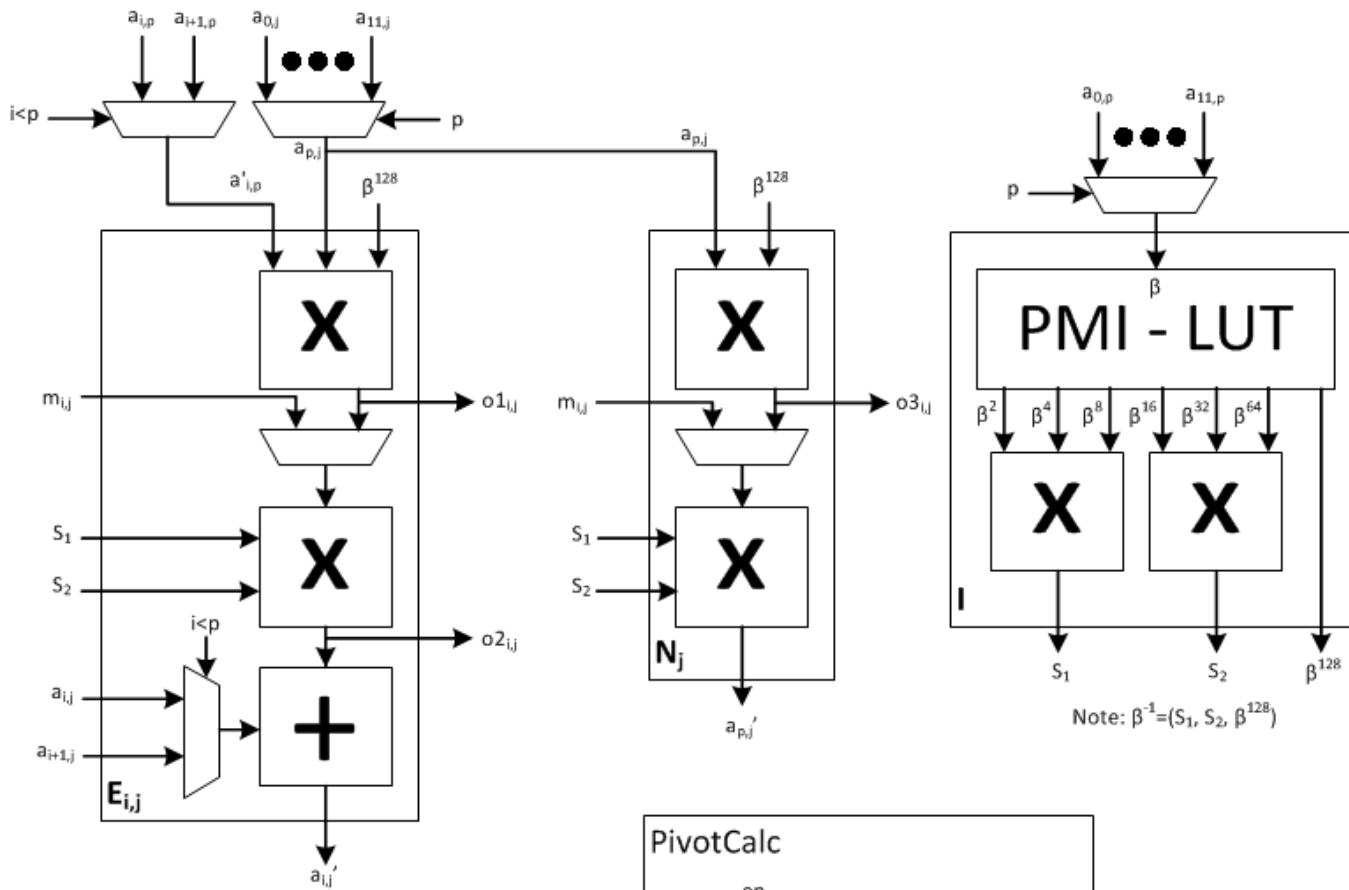 a_{i,p} a_{i+1,p} a_{0,j} a_{11,j}
a_{0,p} a_{11,p}
i<p p
a_{p,j} a_{p,j}
a'_{i,p} β^{128} β^{128}
p
X X
β
PMI - LUT
m_{i,j} o1_{i,j} m_{i,j} o3_{i,j}
β^2 β^4 β^8 β^{16} β^{32} β^{64}
X X
S_1 S_1
X X
S_2 S_2
I
i<p
o2_{i,j}
N_j
S_1 S_2 β^{128}
a_{i,j}
+
a_{p,j}'
Note: β^{-1}=(S_1, S_2, β^{128})
a_{i+1,j}
E_{i,j}
PivotCalc
a_{i,j}'